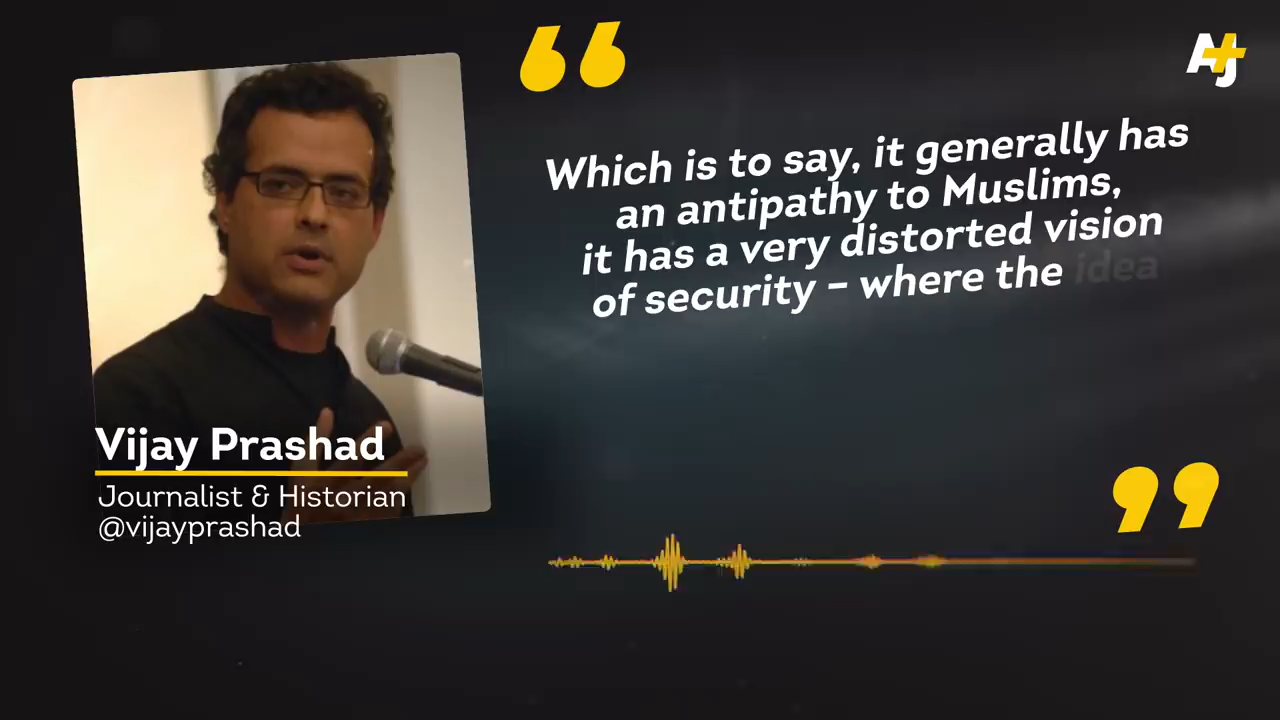 AJ+
Which is to say, it generally has
an antipathy to Muslims,
it has a very distorted vision
of security – where the idea
Vijay Prashad
Journalist & Historian
@vijayprashad